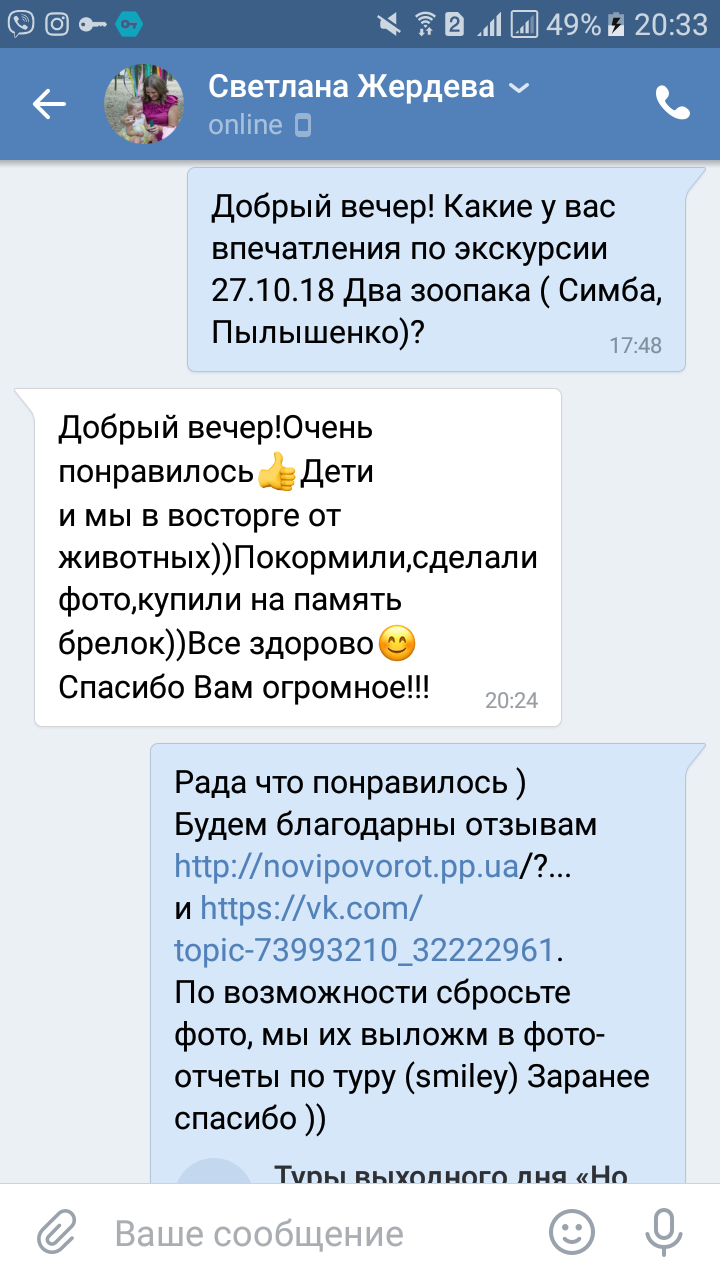 2 49% 20:33
Светлана Жердева
online
Добрый вечер! Какие у вас
впечатления по экскурсии
27.10.18 Два зоопака ( Симба,
Пылышенко)?
17:48
Добрый вечер!Очень
понравилось👍Дети
и мы в восторге от
животных))Покормили,сделали
фото,купили на память
брелок))Все здорово😊
Спасибо Вам огромное!!!
20:24
Рада что понравилось )
Будем благодарны отзывам
http://novipovorot.pp.ua/?...
и https://vk.com/
topic-73993210_32222961.
По возможности сбросьте
фото, мы их выложм в фото-
отчеты по туру (smiley) Заранее
спасибо ))
Туры выходного дня «Но
Ваше сообщение